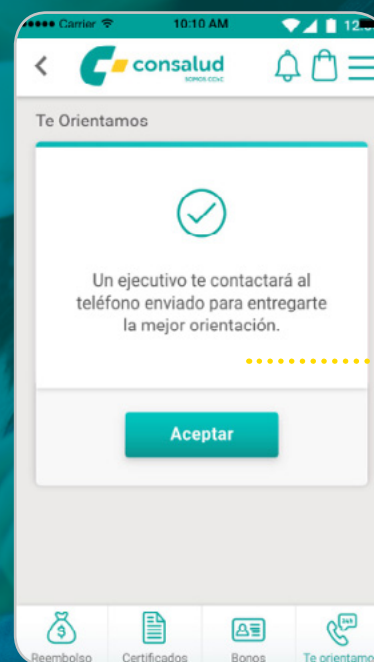 Carrier 10:10 AM
consalud
SOMOS CChC
Te Orientamos
Un ejecutivo te contactará al
teléfono enviado para entregarte
la mejor orientación.
Aceptar
Reembolso Certificados Bonos Te orientamo